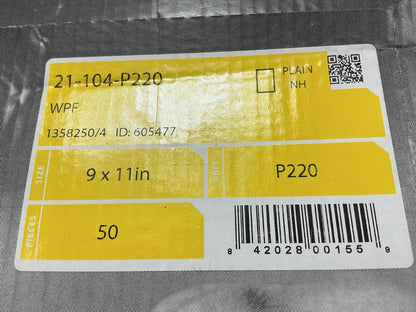 21-104-P220
PLAIN
NH
WPF
1358250/4 ID: 605477
SIZE
9 x 11in
GRIT
P220
PIECES
50
8 42028 00155 9